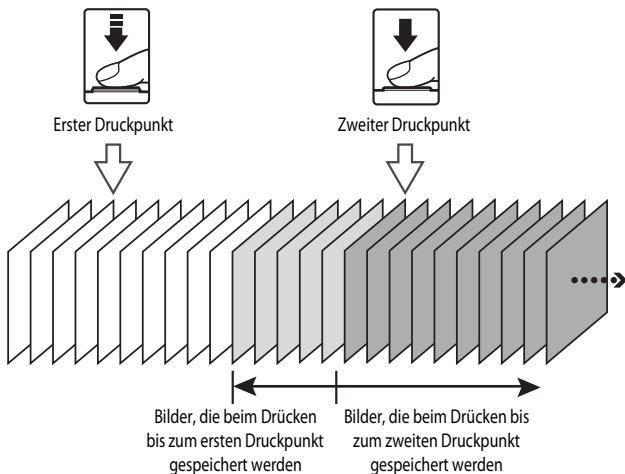 Erster Druckpunkt
Zweiter Druckpunkt
Bilder, die beim Drücken
bis zum ersten Druckpunkt
gespeichert werden
Bilder, die beim Drücken bis
zum zweiten Druckpunkt
gespeichert werden